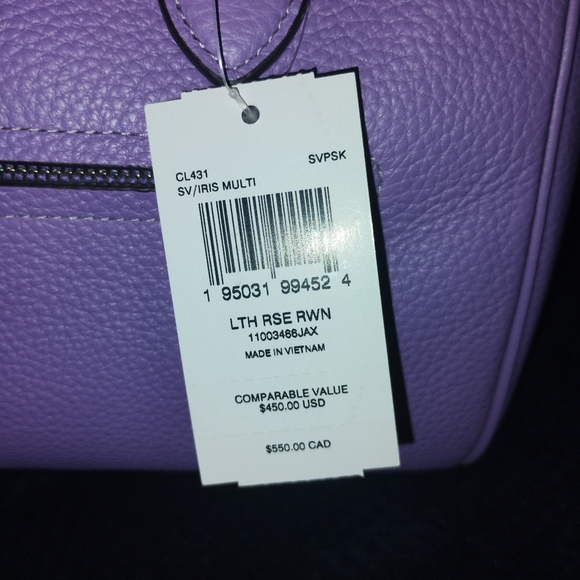 CL431 SVPSK
SV/IRIS MULTI
1 95031 99452 4
LTH RSE RWN
11003466JAX
MADE IN VIETNAM
COMPARABLE VALUE
$450.00 USD
$550.00 CAD